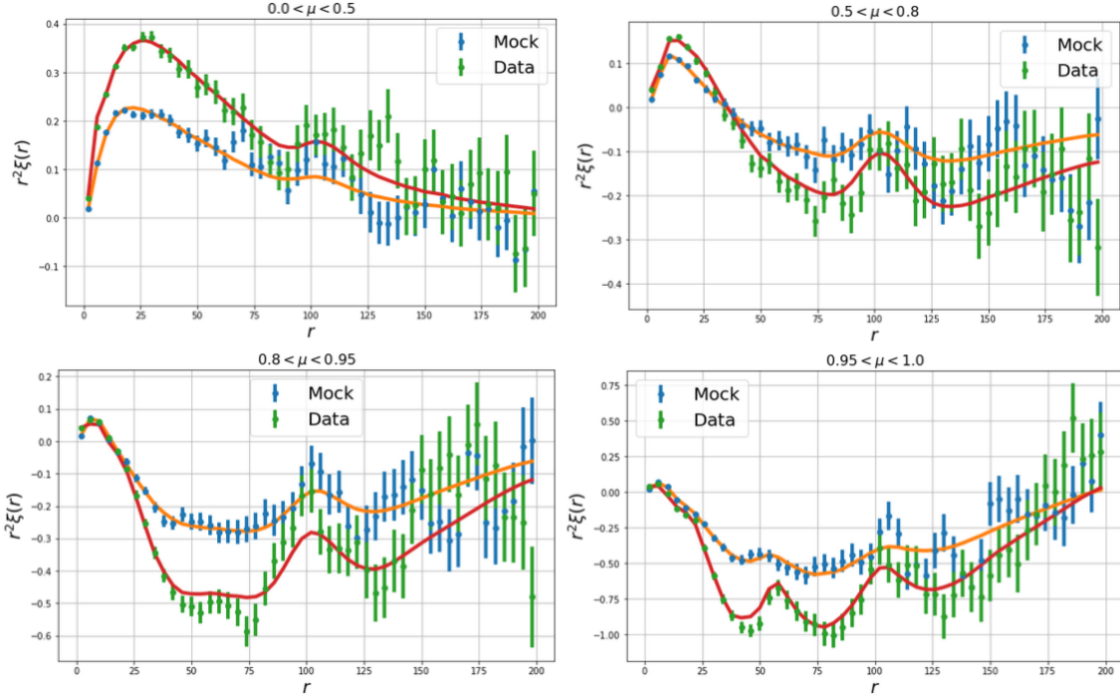 0.0 < μ < 0.5
r²ξ(r)
0.4
0.3
0.2
0.1
0.0
−0.1
Mock
Data
0 25 50 75 100 125 150 175 200
r
0.5 < μ < 0.8
r²ξ(r)
0.1
0.0
−0.1
−0.2
−0.3
−0.4
Mock
Data
0 25 50 75 100 125 150 175 200
r
0.8 < μ < 0.95
r²ξ(r)
0.2
0.1
0.0
−0.1
−0.2
−0.3
−0.4
−0.5
−0.6
Mock
Data
0 25 50 75 100 125 150 175 200
r
0.95 < μ < 1.0
r²ξ(r)
0.75
0.50
0.25
0.00
−0.25
−0.50
−0.75
−1.00
Mock
Data
0 25 50 75 100 125 150 175 200
r